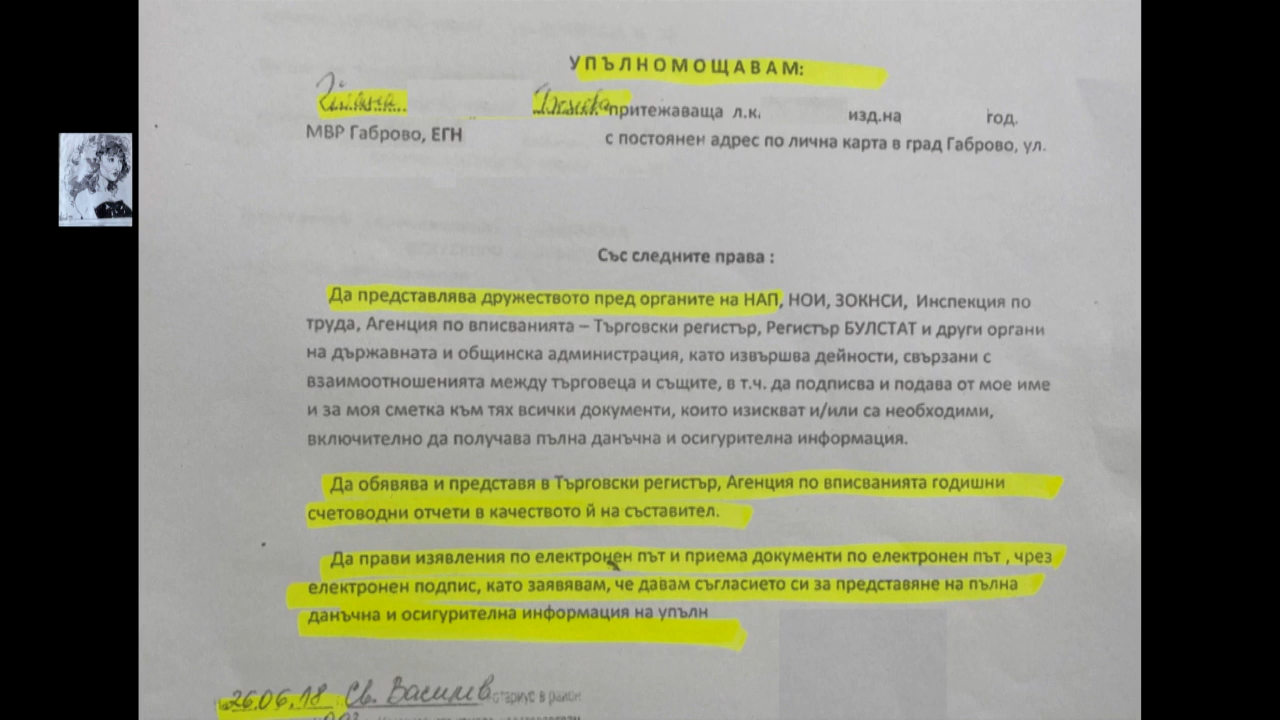 УПЪЛНОМОЩАВАМ:
притежаваща л.к. изд.на год.
МВР Габрово, ЕГН с постоянен адрес по лична карта в град Габрово, ул.
Със следните права :
Да представлява дружеството пред органите на НАП, НОИ, ЗОКНСИ, Инспекция по
труда, Агенция по вписванията – Търговски регистър, Регистър БУЛСТАТ и други органи
на държавната и общинска администрация, като извършва дейности, свързани с
взаимоотношенията между търговеца и същите, в т.ч. да подписва и подава от мое име
и за моя сметка към тях всички документи, които изискват и/или са необходими,
включително да получава пълна данъчна и осигурителна информация.
Да обявява и представя в Търговски регистър, Агенция по вписванията годишни
счетоводни отчети в качеството й на съставител.
Да прави изявления по електронен път и приема документи по електронен път , чрез
електронен подпис, като заявявам, че давам съгласието си за представяне на пълна
данъчна и осигурителна информация на упълн
На 26.06.18 Св. Василев